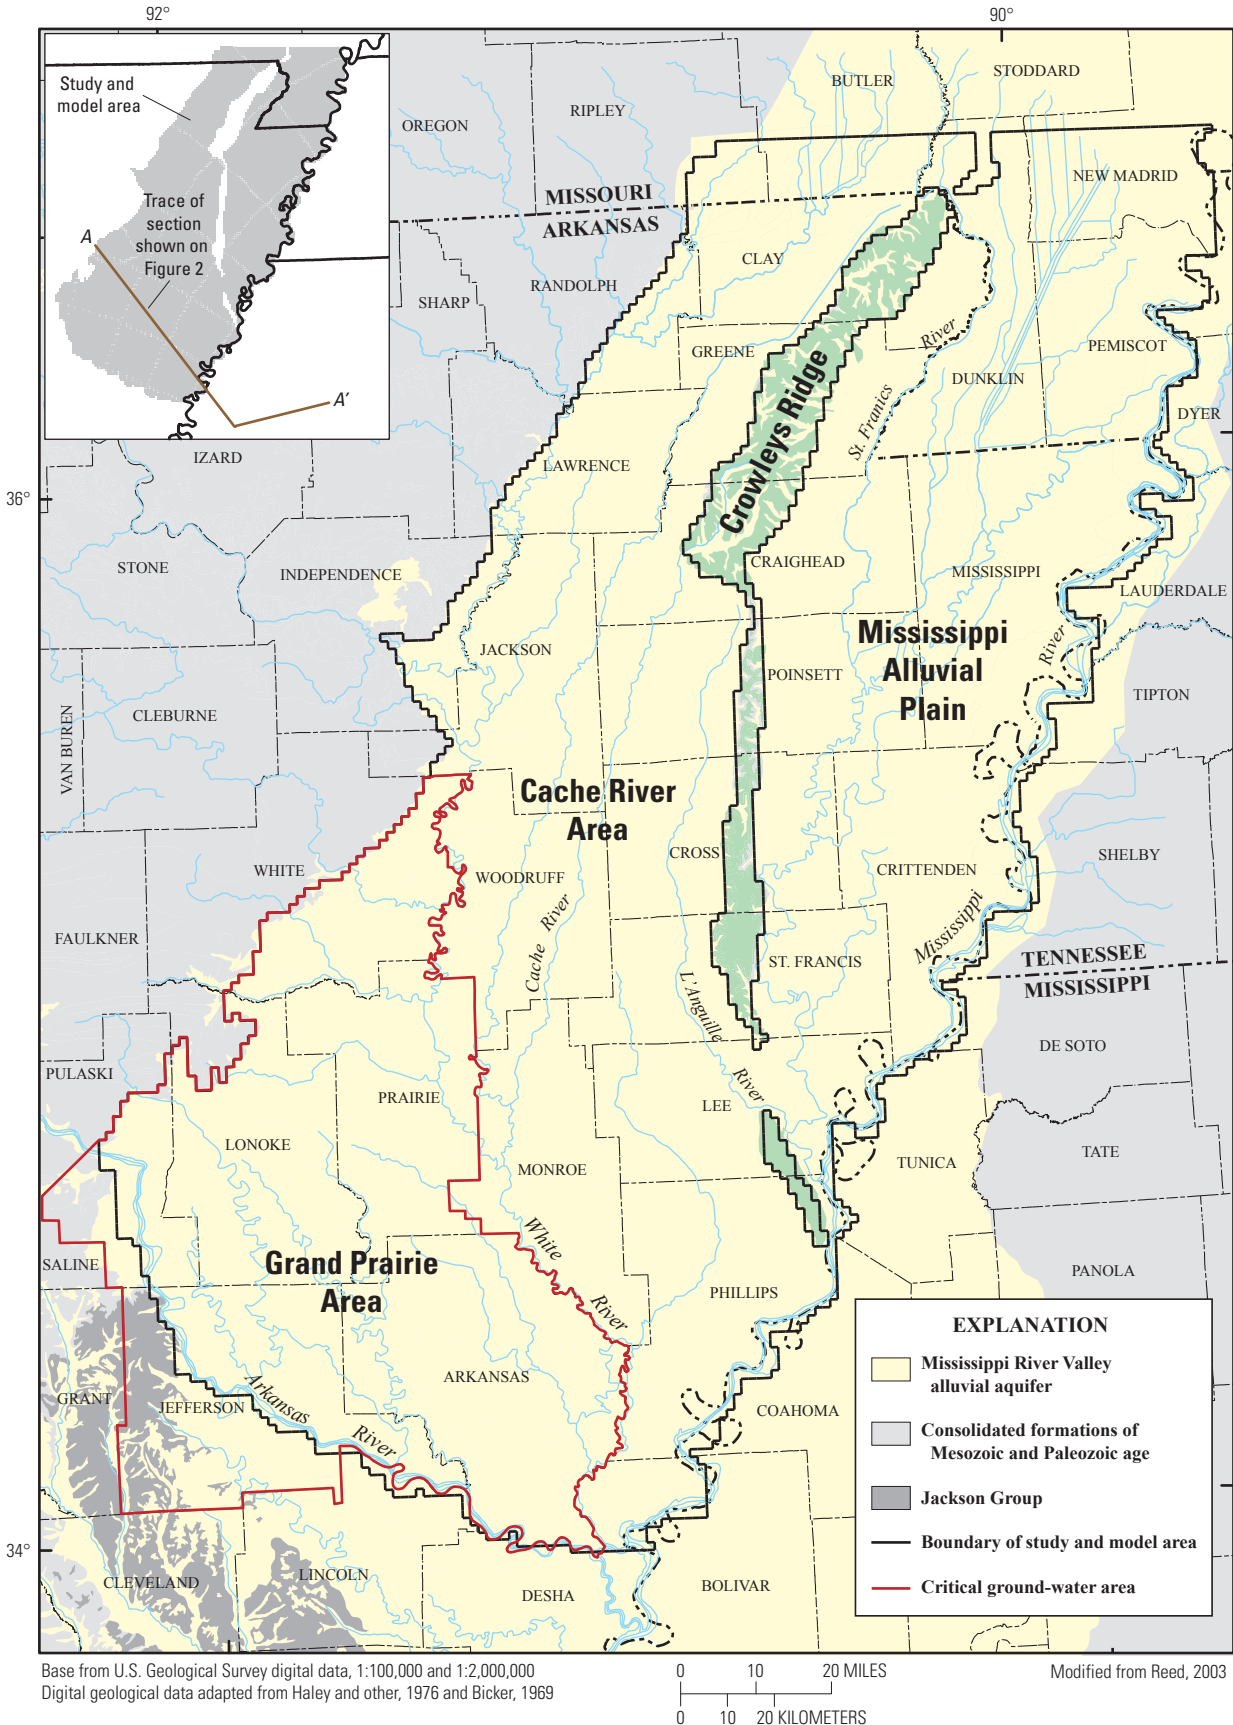 92°
90°
Study and
model area
Trace of
section
shown on
Figure 2
A
A'
36°
34°
BUTLER
STODDARD
RIPLEY
OREGON
NEW MADRID
MISSOURI
ARKANSAS
CLAY
RANDOLPH
SHARP
GREENE
River
St. Francis
PEMISCOT
DUNKLIN
DYER
Crowleys Ridge
IZARD
LAWRENCE
STONE
INDEPENDENCE
CRAIGHEAD
MISSISSIPPI
LAUDERDALE
Mississippi
Alluvial
Plain
River
JACKSON
POINSETT
TIPTON
CLEBURNE
VAN BUREN
Cache River
Area
CROSS
SHELBY
WHITE
WOODRUFF
CRITTENDEN
Cache River
Mississippi
FAULKNER
ST. FRANCIS
TENNESSEE
MISSISSIPPI
L'Anguille
River
DE SOTO
PULASKI
PRAIRIE
LEE
LONOKE
MONROE
TUNICA
TATE
White
River
SALINE
Grand Prairie
Area
PANOLA
PHILLIPS
ARKANSAS
GRANT
JEFFERSON
Arkansas
River
COAHOMA
CLEVELAND
LINCOLN
DESHA
BOLIVAR
EXPLANATION
Mississippi River Valley
alluvial aquifer
Consolidated formations of
Mesozoic and Paleozoic age
Jackson Group
Boundary of study and model area
Critical ground-water area
Base from U.S. Geological Survey digital data, 1:100,000 and 1:2,000,000
Digital geological data adapted from Haley and other, 1976 and Bicker, 1969
0 10 20 MILES
0 10 20 KILOMETERS
Modified from Reed, 2003